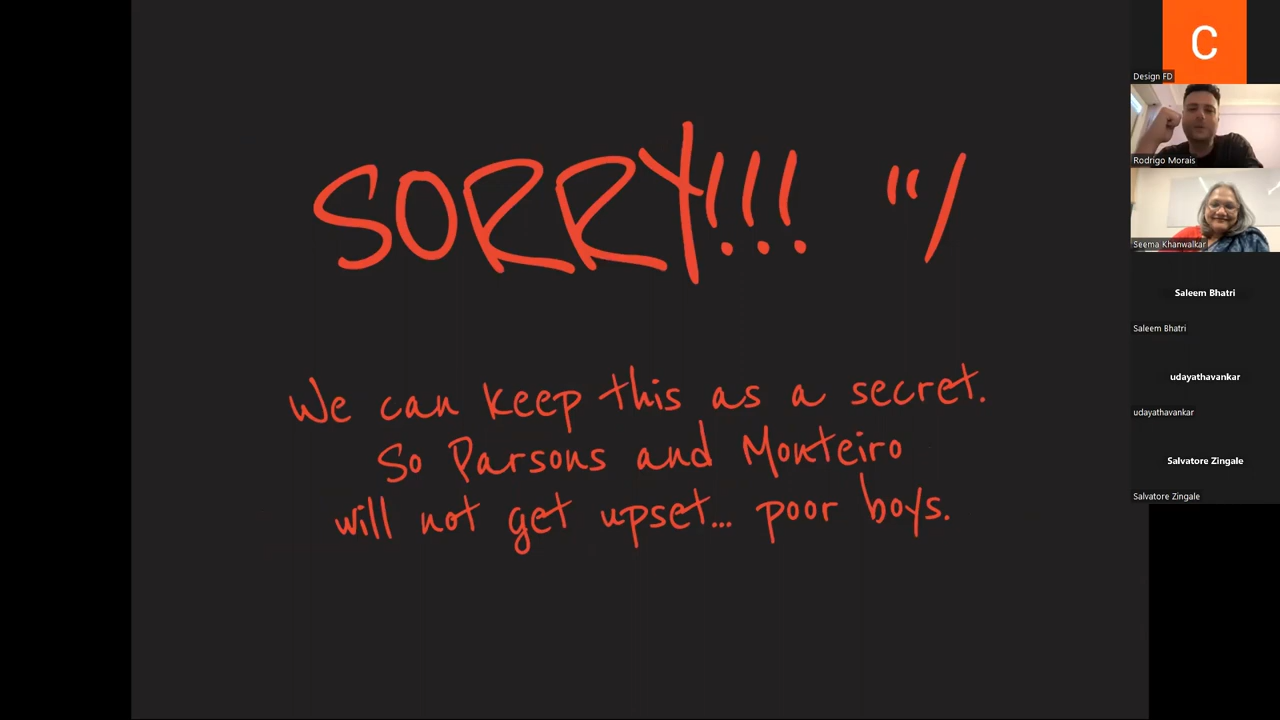 SORRY!!! "/
We can keep this as a secret.
So Parsons and Monteiro
will not get upset... poor boys.
C
Design FD
Rodrigo Morais
Seema Khanwalkar
Saleem Bhatri
Saleem Bhatri
udayathavankar
udayathavankar
Salvatore Zingale
Salvatore Zingale